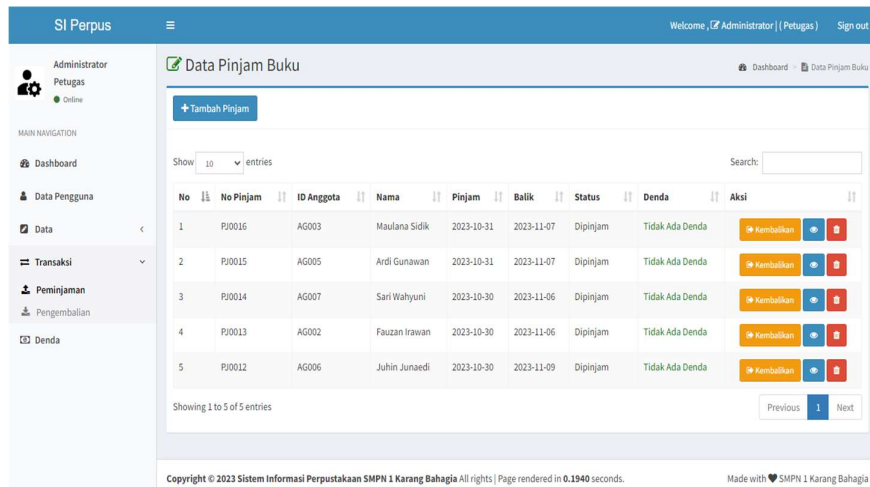 SI Perpus
Welcome , Administrator | ( Petugas ) Sign out
Administrator
Petugas
Online
MAIN NAVIGATION
Dashboard
Data Pengguna
Data
Transaksi
Peminjaman
Pengembalian
Denda
Data Pinjam Buku
Dashboard > Data Pinjam Buku
+ Tambah Pinjam
Show 10 entries
Search:
No No Pinjam ID Anggota Nama Pinjam Balik Status Denda Aksi
1 PJ0016 AG003 Maulana Sidik 2023-10-31 2023-11-07 Dipinjam Tidak Ada Denda Kembalikan
2 PJ0015 AG005 Ardi Gunawan 2023-10-31 2023-11-07 Dipinjam Tidak Ada Denda Kembalikan
3 PJ0014 AG007 Sari Wahyuni 2023-10-30 2023-11-06 Dipinjam Tidak Ada Denda Kembalikan
4 PJ0013 AG002 Fauzan Irawan 2023-10-30 2023-11-06 Dipinjam Tidak Ada Denda Kembalikan
5 PJ0012 AG006 Juhin Junaedi 2023-10-30 2023-11-09 Dipinjam Tidak Ada Denda Kembalikan
Showing 1 to 5 of 5 entries
Previous 1 Next
Copyright © 2023 Sistem Informasi Perpustakaan SMPN 1 Karang Bahagia All rights | Page rendered in 0.1940 seconds.
Made with ♥ SMPN 1 Karang Bahagia